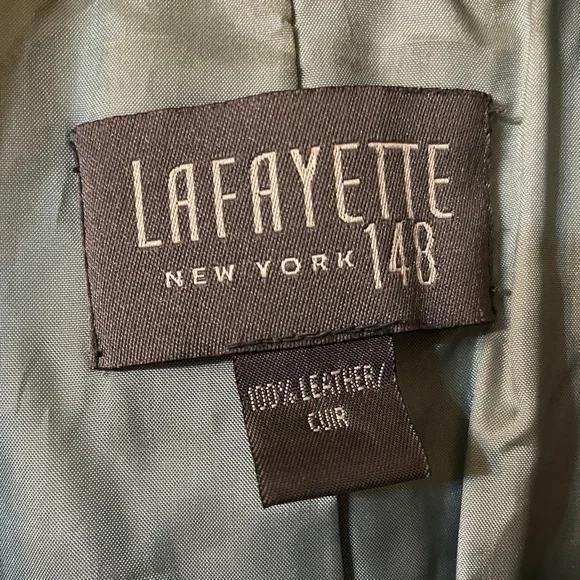 LAFAYETTE
NEW YORK 148
100% LEATHER/
CUIR